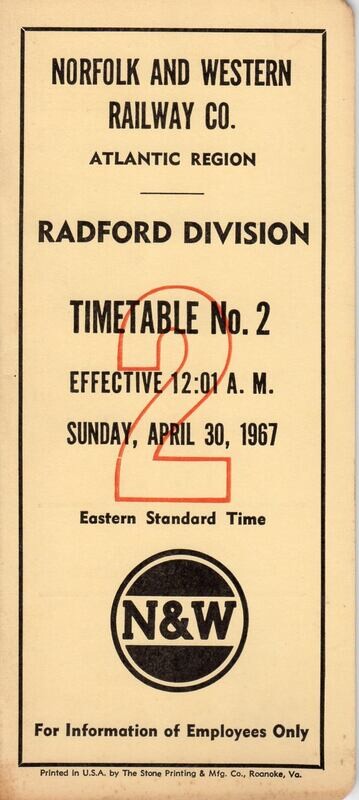 NORFOLK AND WESTERN
RAILWAY CO.
ATLANTIC REGION
RADFORD DIVISION
2
TIMETABLE No. 2
EFFECTIVE 12:01 A. M.
SUNDAY, APRIL 30, 1967
Eastern Standard Time
N&W
For Information of Employees Only
Printed in U.S.A. by The Stone Printing & Mfg. Co., Roanoke, Va.